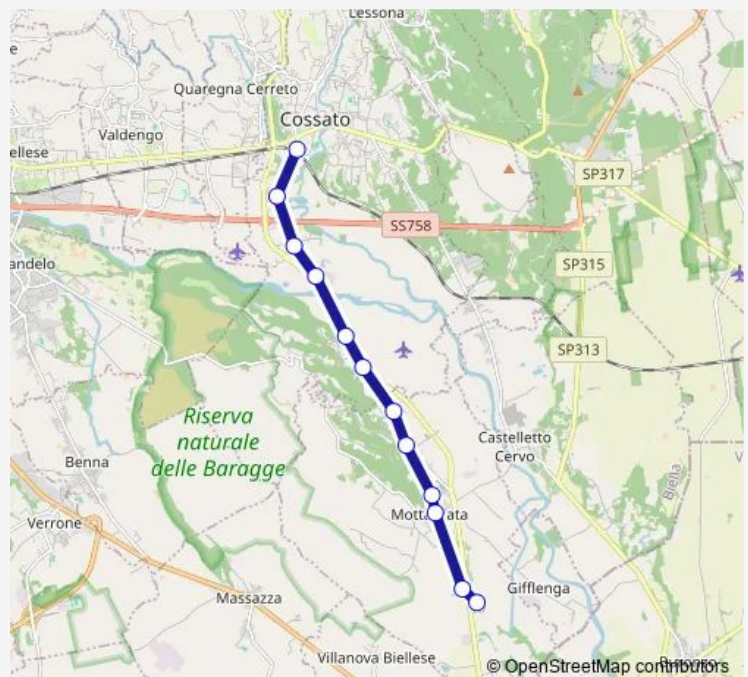 Lessona
Quaregna Cerreto
Cossato
Valdengo
ellese
SP317
SS758
SP315
andelo
SP313
Riserva
naturale
delle Baragge
Castelletto
Cervo
Benna
Biella
V
Verrone
Gifflenga
Massazza
Villanova Biellese
© OpenStreetMap contributors